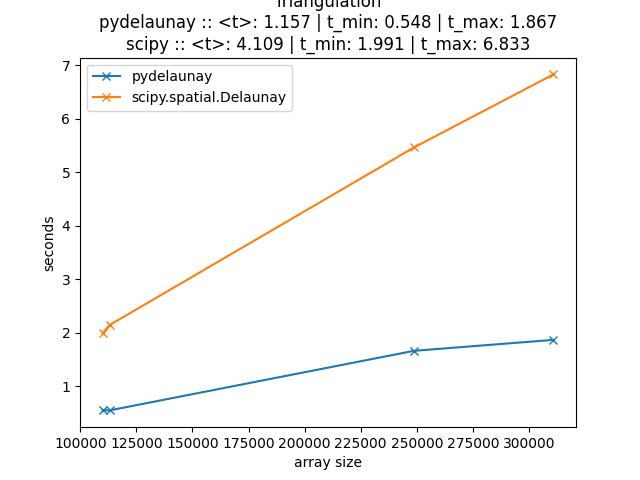 Triangulation
pydelaunay :: <t>: 1.157 | t_min: 0.548 | t_max: 1.867
scipy :: <t>: 4.109 | t_min: 1.991 | t_max: 6.833
pydelaunay
scipy.spatial.Delaunay
7
6
5
4
3
2
1
seconds
100000 125000 150000 175000 200000 225000 250000 275000 300000
array size